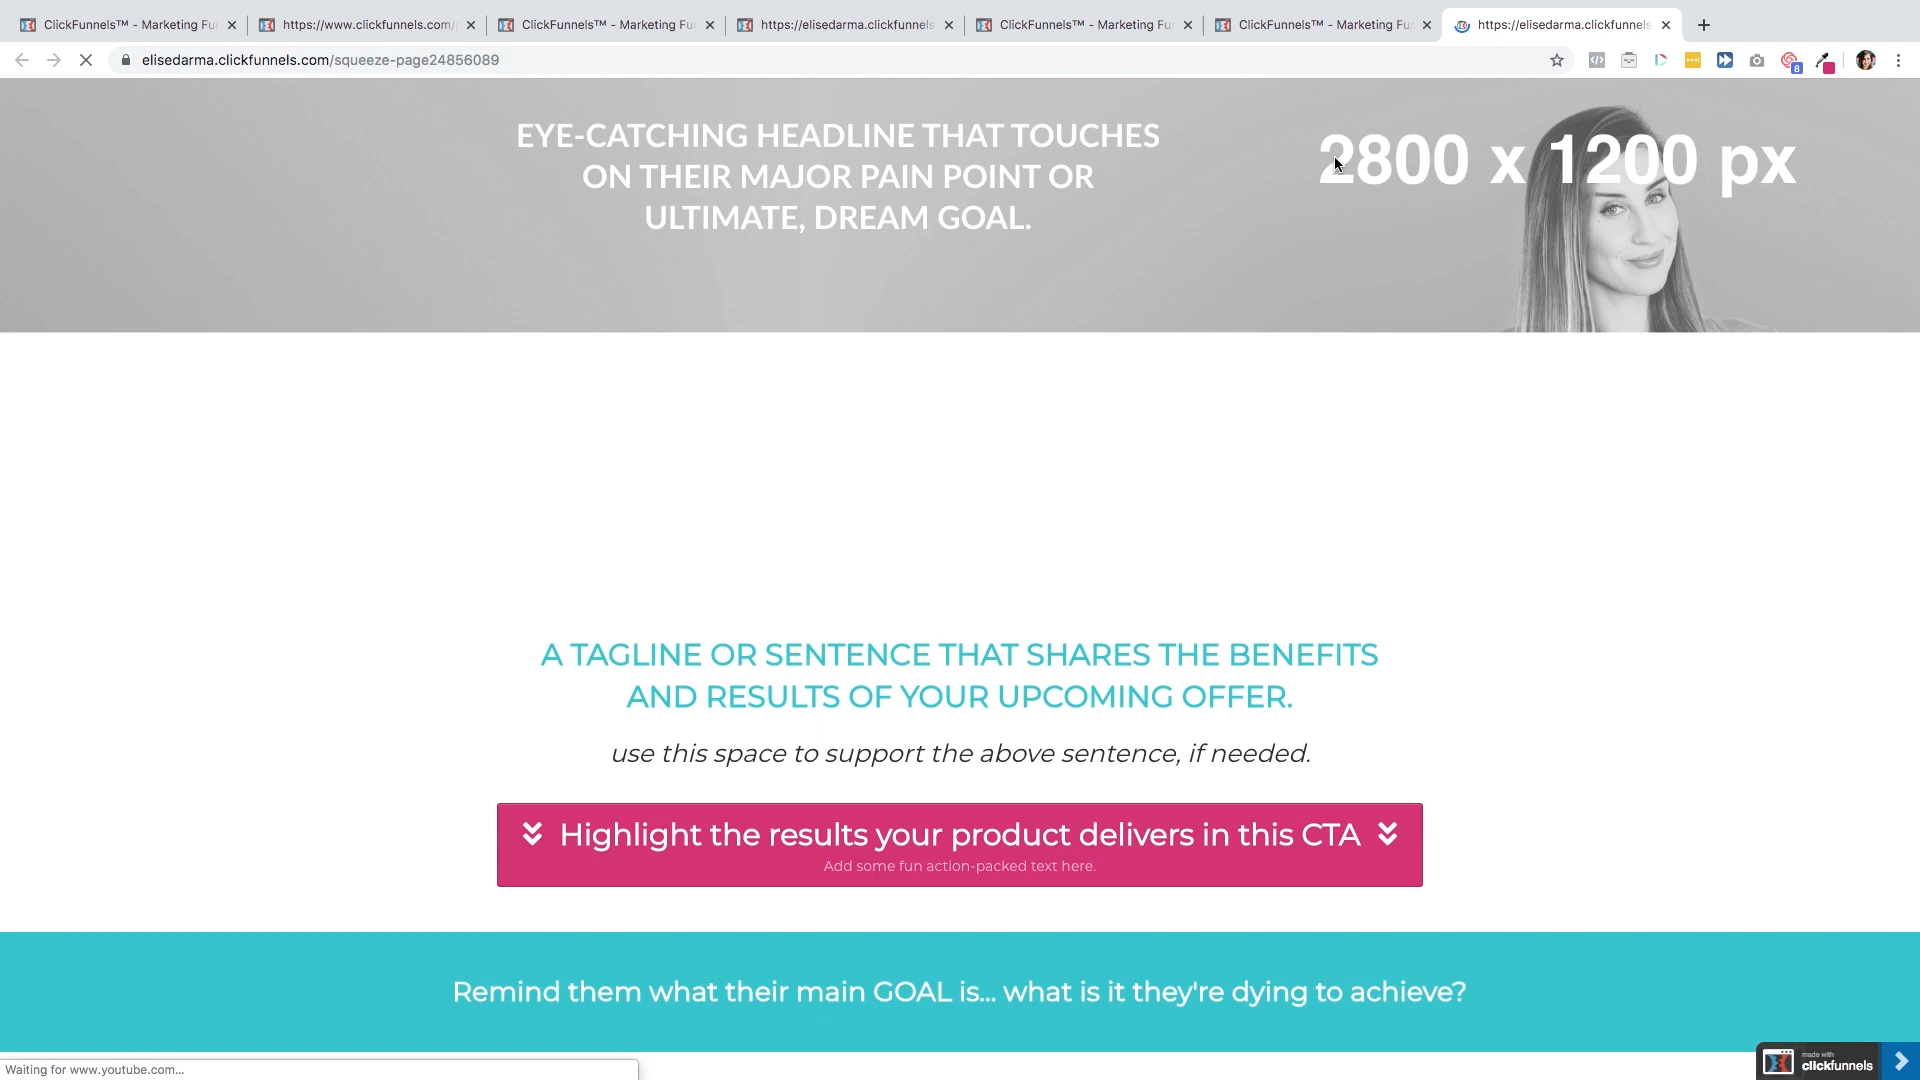 ClickFunnels™ - Marketing Fu
https://www.clickfunnels.com/
ClickFunnels™ - Marketing Fu
https://elisedarma.clickfunnels
ClickFunnels™ - Marketing Fu
ClickFunnels™ - Marketing Fu
https://elisedarma.clickfunnels
elisedarma.clickfunnels.com/squeeze-page24856089
8
EYE-CATCHING HEADLINE THAT TOUCHES
ON THEIR MAJOR PAIN POINT OR
ULTIMATE, DREAM GOAL.
2800 x 1200 px
A TAGLINE OR SENTENCE THAT SHARES THE BENEFITS
AND RESULTS OF YOUR UPCOMING OFFER.
use this space to support the above sentence, if needed.
Highlight the results your product delivers in this CTA
Add some fun action-packed text here.
Remind them what their main GOAL is... what is it they're dying to achieve?
Waiting for www.youtube.com...
made with
clickfunnels